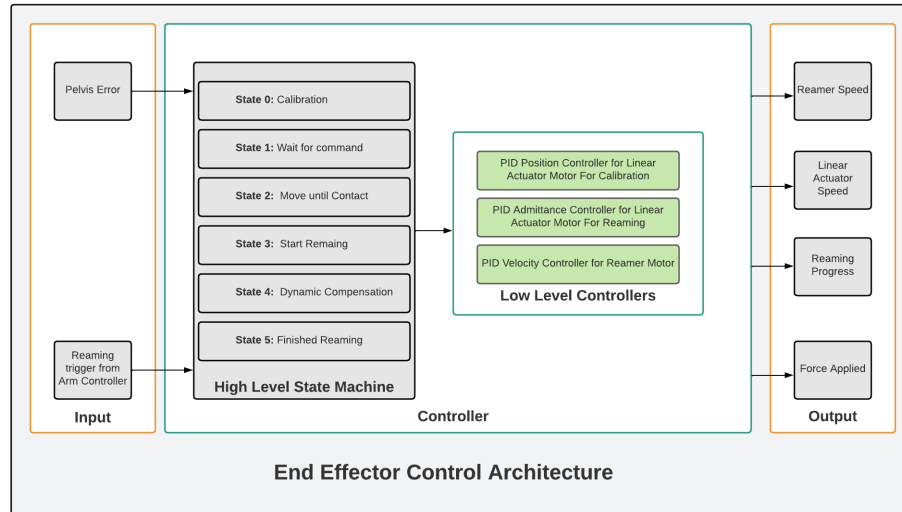 Pelvis Error
Reaming
trigger from
Arm Controller
Input
State 0: Calibration
State 1: Wait for command
State 2: Move until Contact
State 3: Start Remaing
State 4: Dynamic Compensation
State 5: Finished Reaming
High Level State Machine
PID Position Controller for Linear
Actuator Motor For Calibration
PID Admittance Controller for Linear
Actuator Motor For Reaming
PID Velocity Controller for Reamer Motor
Low Level Controllers
Controller
Reamer Speed
Linear
Actuator
Speed
Reaming
Progress
Force Applied
Output
End Effector Control Architecture